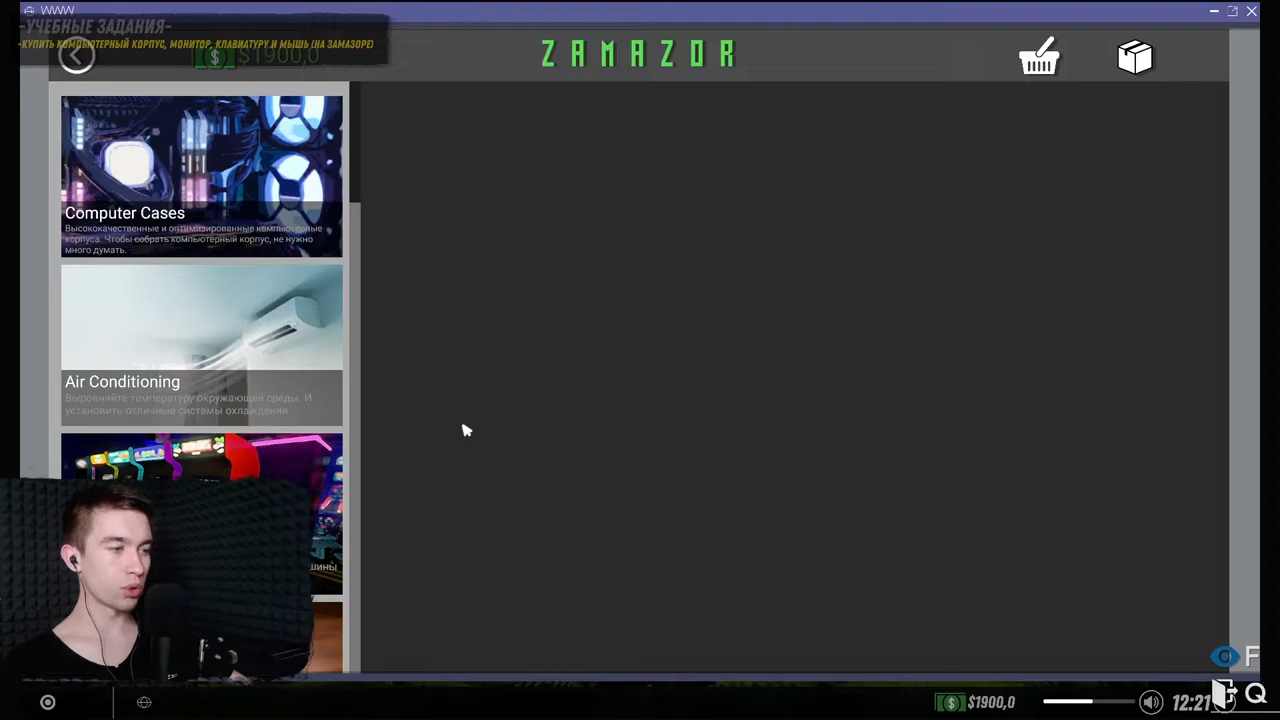 WWW
-УЧЕБНЫЕ ЗАДАНИЯ-
-КУПИТЬ КОМПЬЮТЕРНЫЙ КОРПУС, МОНИТОР, КЛАВИАТУРУ И МЫШЬ (НА ЗАМАЗОРЕ)
$1900,0
ZAMAZOR
Computer Cases
Высококачественные и оптимизированные компьютерные
корпуса. Чтобы собрать компьютерный корпус, не нужно
много думать.
Air Conditioning
Выровняйте температуру окружающей среды. И
установить отличные системы охлаждения
F
$1900,0
12:21
Q